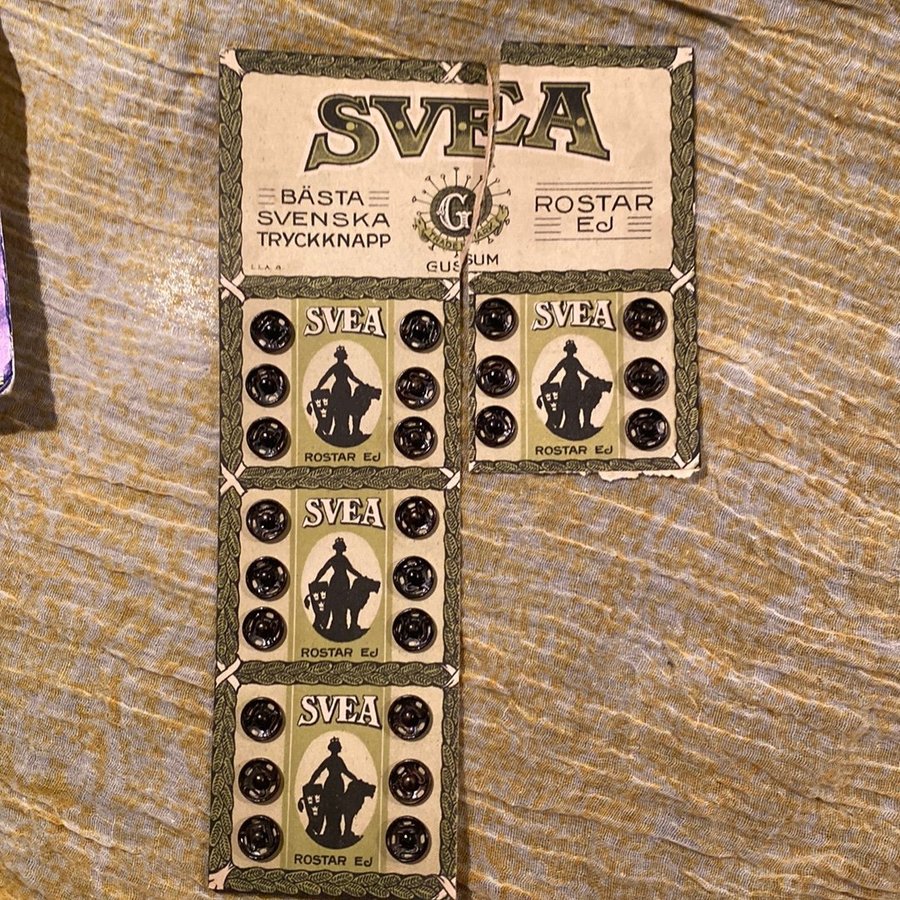 SVEA
BÄSTA
SVENSKA
TRYCKKNAPP
G
GUSUM
ROSTAR
EJ
SVEA
ROSTAR EJ
SVEA
ROSTAR EJ
SVEA
ROSTAR EJ
SVEA
ROSTAR EJ